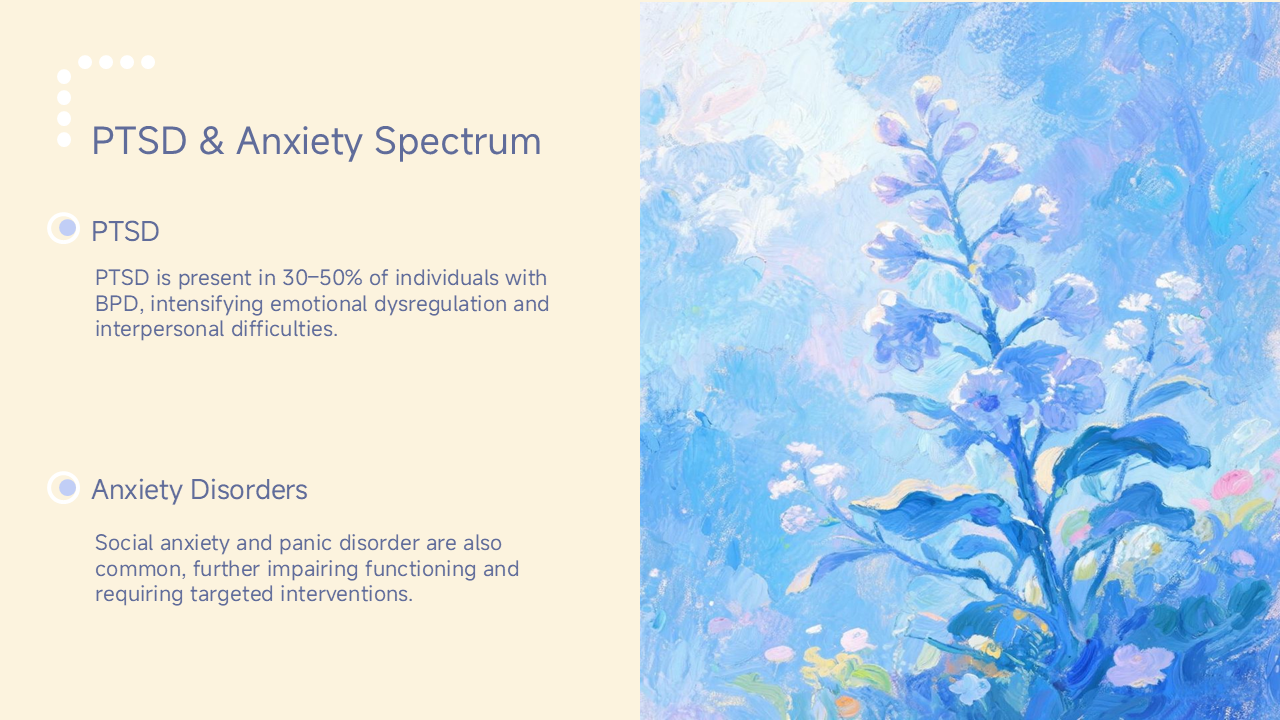 PTSD & Anxiety Spectrum
PTSD
PTSD is present in 30–50% of individuals with
BPD, intensifying emotional dysregulation and
interpersonal difficulties.
Anxiety Disorders
Social anxiety and panic disorder are also
common, further impairing functioning and
requiring targeted interventions.